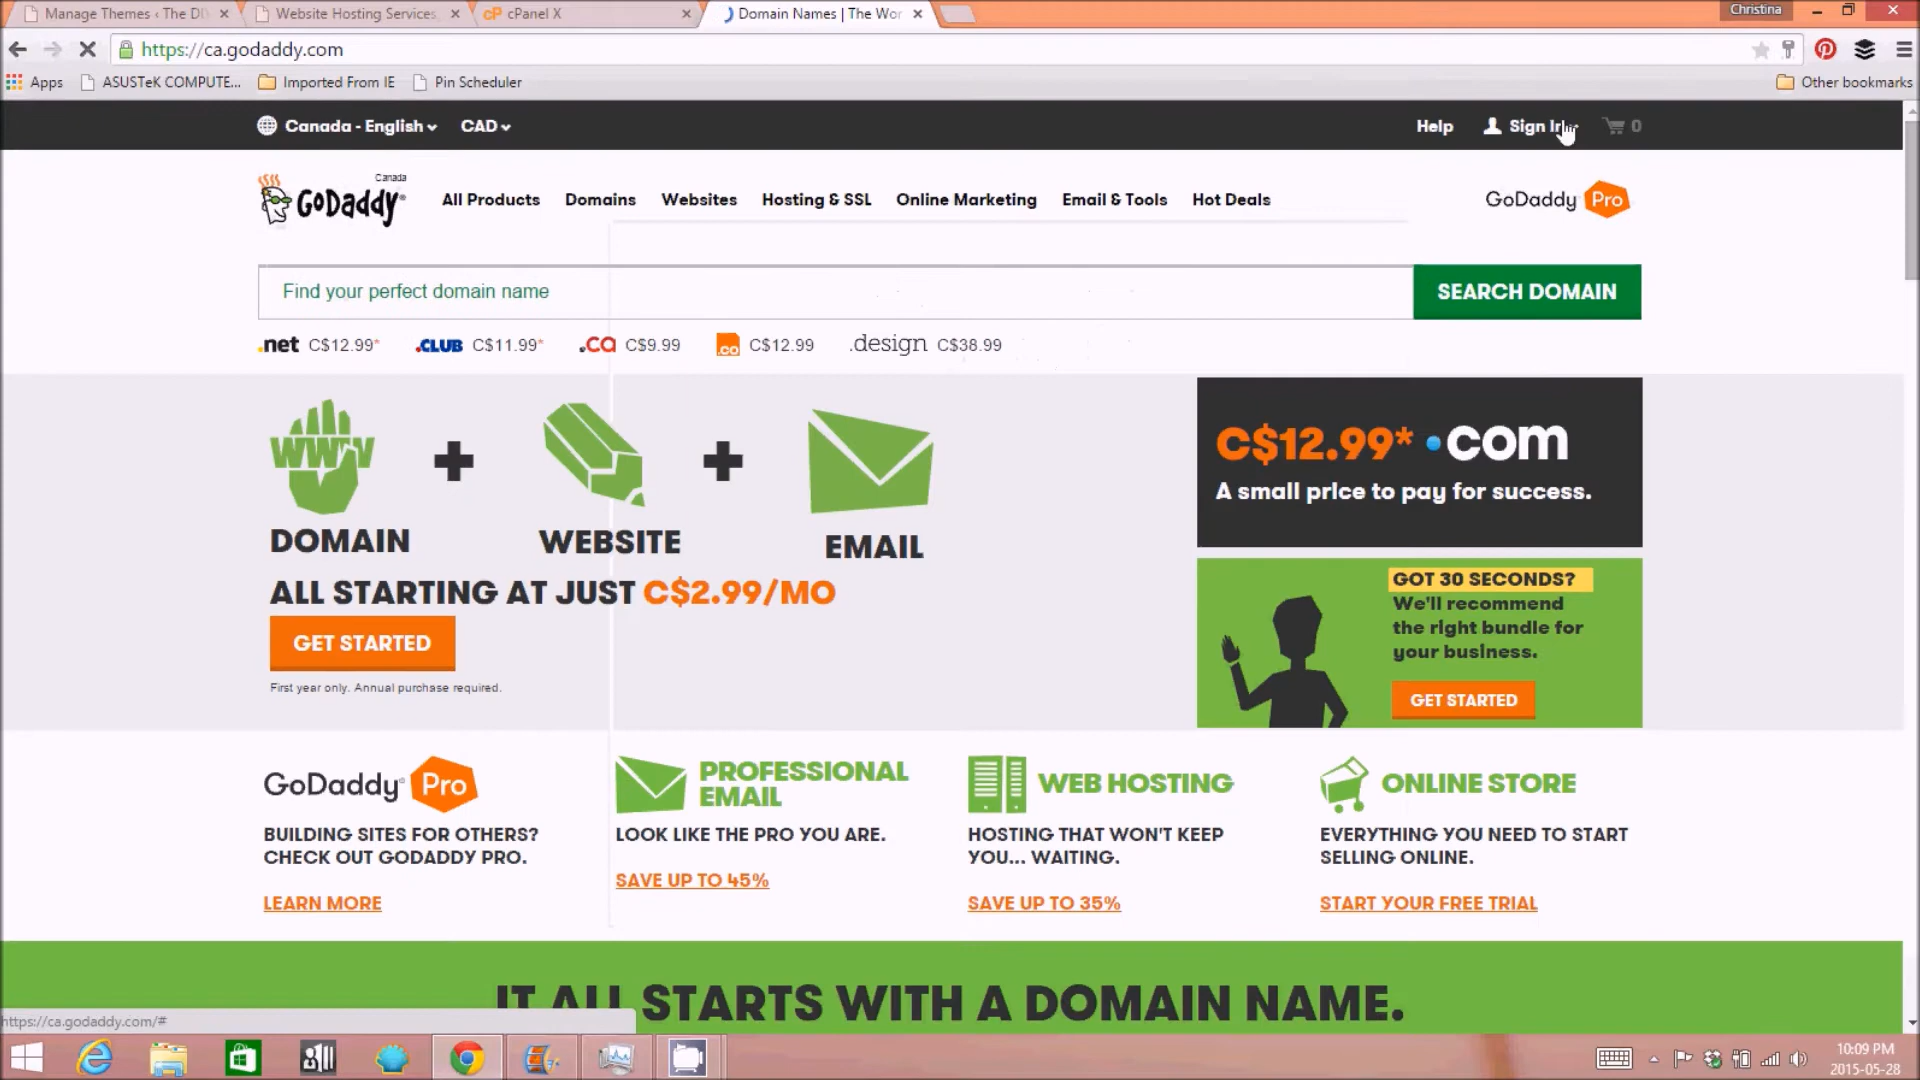 Manage Themes ‹ The DI
Website Hosting Services,
cPanel X
Domain Names | The Wor
Christina
https://ca.godaddy.com
Apps
ASUSTeK COMPUTE...
Imported From IE
Pin Scheduler
Other bookmarks
Canada - English
CAD
Help
Sign In
0
Canada
GoDaddy
All Products
Domains
Websites
Hosting & SSL
Online Marketing
Email & Tools
Hot Deals
GoDaddy Pro
Find your perfect domain name
SEARCH DOMAIN
.net C$12.99*
.CLUB C$11.99*
.ca C$9.99
.co C$12.99
.design C$38.99
www
DOMAIN
WEBSITE
EMAIL
ALL STARTING AT JUST C$2.99/MO
GET STARTED
First year only. Annual purchase required.
C$12.99* .com
A small price to pay for success.
GOT 30 SECONDS?
We'll recommend
the right bundle for
your business.
GET STARTED
GoDaddy Pro
BUILDING SITES FOR OTHERS?
CHECK OUT GODADDY PRO.
LEARN MORE
PROFESSIONAL
EMAIL
LOOK LIKE THE PRO YOU ARE.
SAVE UP TO 45%
WEB HOSTING
HOSTING THAT WON'T KEEP
YOU... WAITING.
SAVE UP TO 35%
ONLINE STORE
EVERYTHING YOU NEED TO START
SELLING ONLINE.
START YOUR FREE TRIAL
IT ALL STARTS WITH A DOMAIN NAME.
https://ca.godaddy.com/#
10:09 PM
2015-05-28